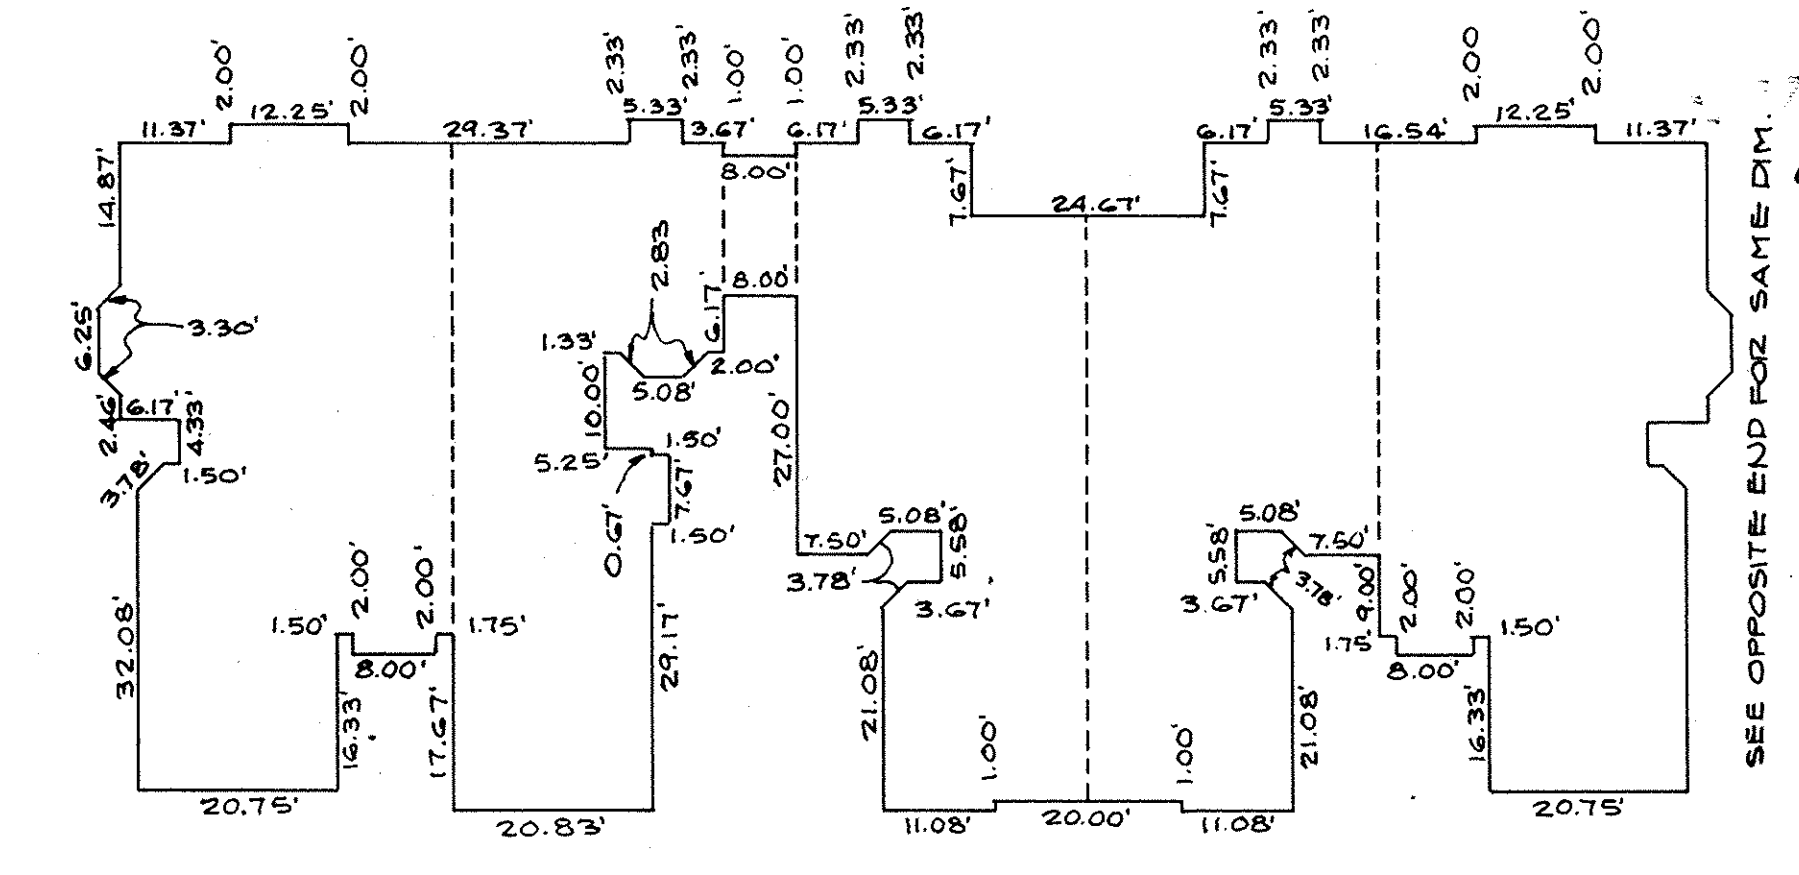 2.00' 2.00' 2.33' 2.33' 1.00' 1.00' 2.33' 2.33' 2.33' 2.33' 2.00 2.00'
11.37' 12.25' 29.37' 5.33' 3.67' 6.17' 5.33' 6.17' 6.17' 5.33' 16.54' 12.25' 11.37'
8.00'
14.87' 7.67' 24.67' 7.67'
2.83
8.00'
6.25' 3.30' 6.17'
1.33' 2.00'
10.00' 5.08'
2.46' 6.17' 4.33' 27.00'
3.78' 1.50' 5.25' 1.50'
7.67'
0.67' 1.50'
7.50' 5.08' 5.58' 5.58' 5.08' 7.50'
3.78' 3.67' 3.67' 3.78' 9.00'
2.00' 2.00' 2.00' 2.00'
1.50' 1.75' 1.75' 1.50'
32.08' 8.00' 29.17' 8.00'
16.33' 17.67' 21.08' 21.08' 16.33'
1.00' 1.00'
20.75' 20.83' 11.08' 20.00' 11.08' 20.75'
SEE OPPOSITE END FOR SAME DIM.